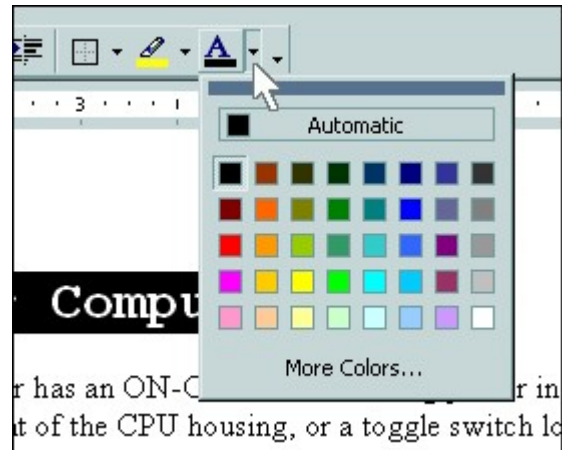 A
3
Automatic
Compu
More Colors...
r has an ON-O
r in
t of the CPU housing, or a toggle switch lo